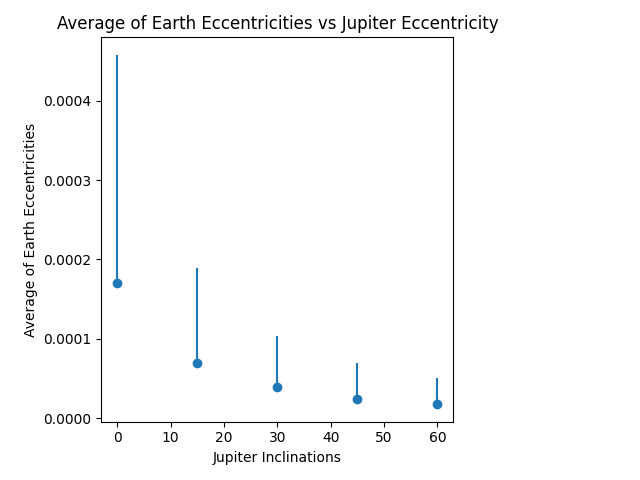 Average of Earth Eccentricities vs Jupiter Eccentricity
Average of Earth Eccentricities
0.0004
0.0003
0.0002
0.0001
0.0000
0 10 20 30 40 50 60
Jupiter Inclinations